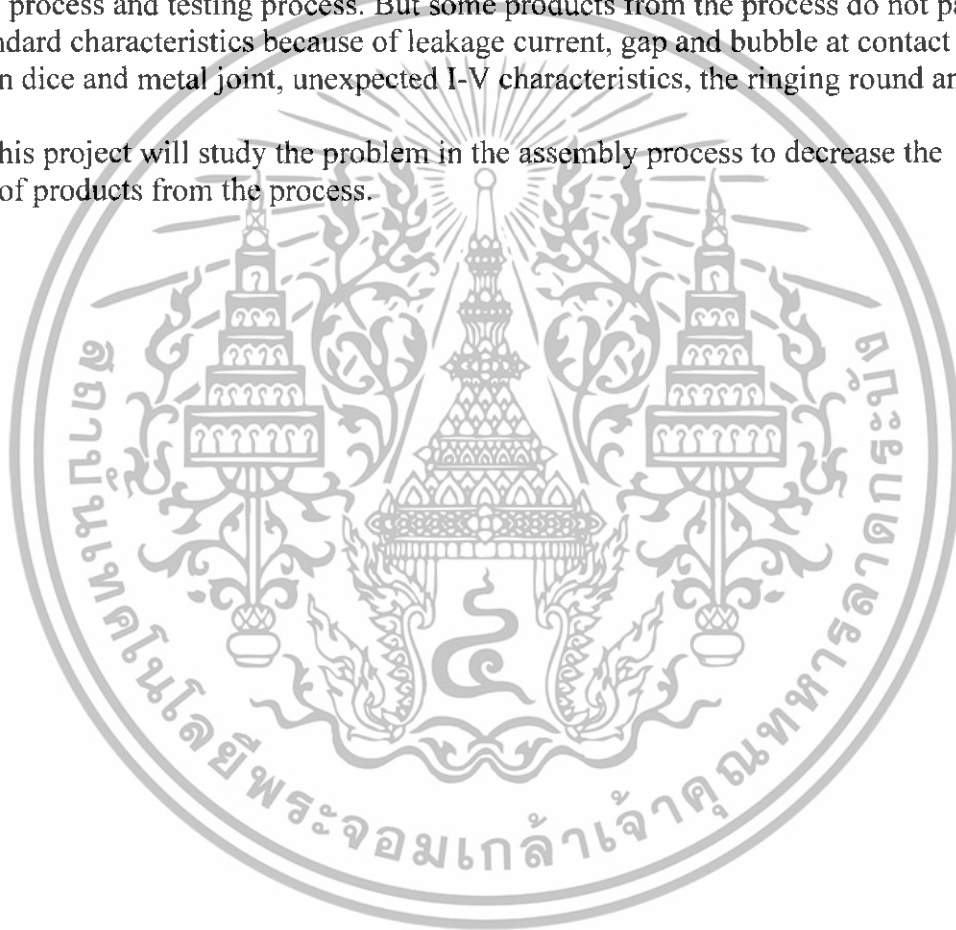 process and testing process. But some products from the process do not pa
ndard characteristics because of leakage current, gap and bubble at contact
n dice and metal joint, unexpected I-V characteristics, the ringing round an
his project will study the problem in the assembly process to decrease the
of products from the process.
สถาบันเทคโนโลยีพระจอมเกล้าเจ้าคุณทหารลาดกระบัง